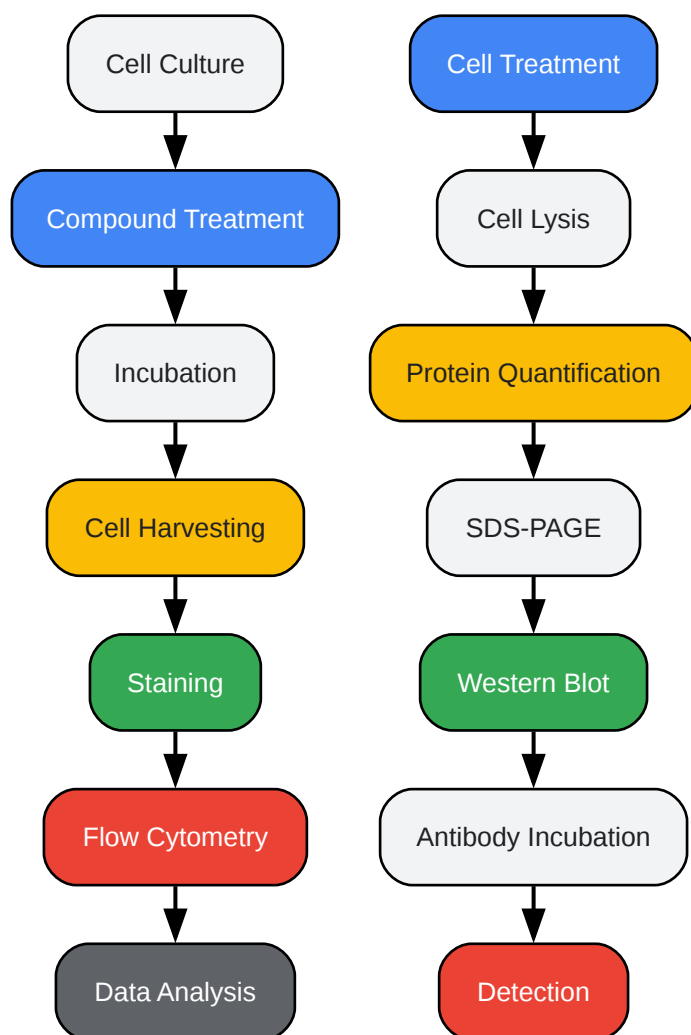 Cell Culture
Compound Treatment
Incubation
Cell Harvesting
Staining
Flow Cytometry
Data Analysis
Cell Treatment
Cell Lysis
Protein Quantification
SDS-PAGE
Western Blot
Antibody Incubation
Detection